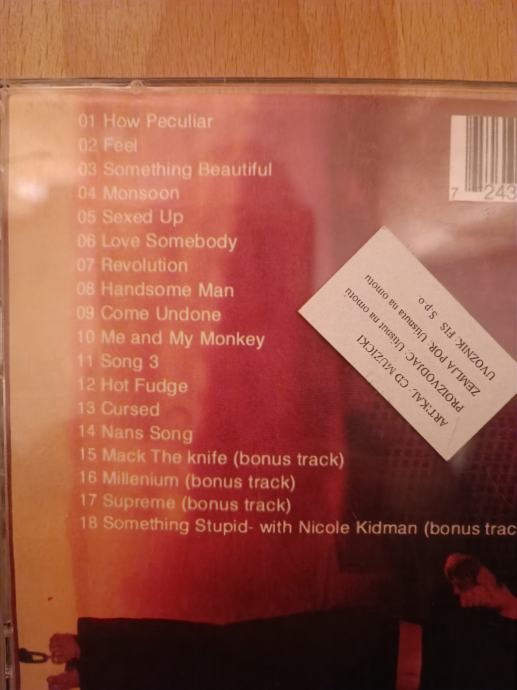 01 How Peculiar
02 Feel
03 Something Beautiful
04 Monsoon
05 Sexed Up
06 Love Somebody
07 Revolution
08 Handsome Man
09 Come Undone
10 Me and My Monkey
11 Song 3
12 Hot Fudge
13 Cursed
14 Nans Song
15 Mack The knife (bonus track)
16 Millenium (bonus track)
17 Supreme (bonus track)
18 Something Stupid- with Nicole Kidman (bonus trac
7 243
ARTIKAL: CD MUZICKI
PROIZVODJAC: Utisnut na omotu
ZEMLJA POR: Utisnuta na omotu
UVOZNIK: FIS S.p.o